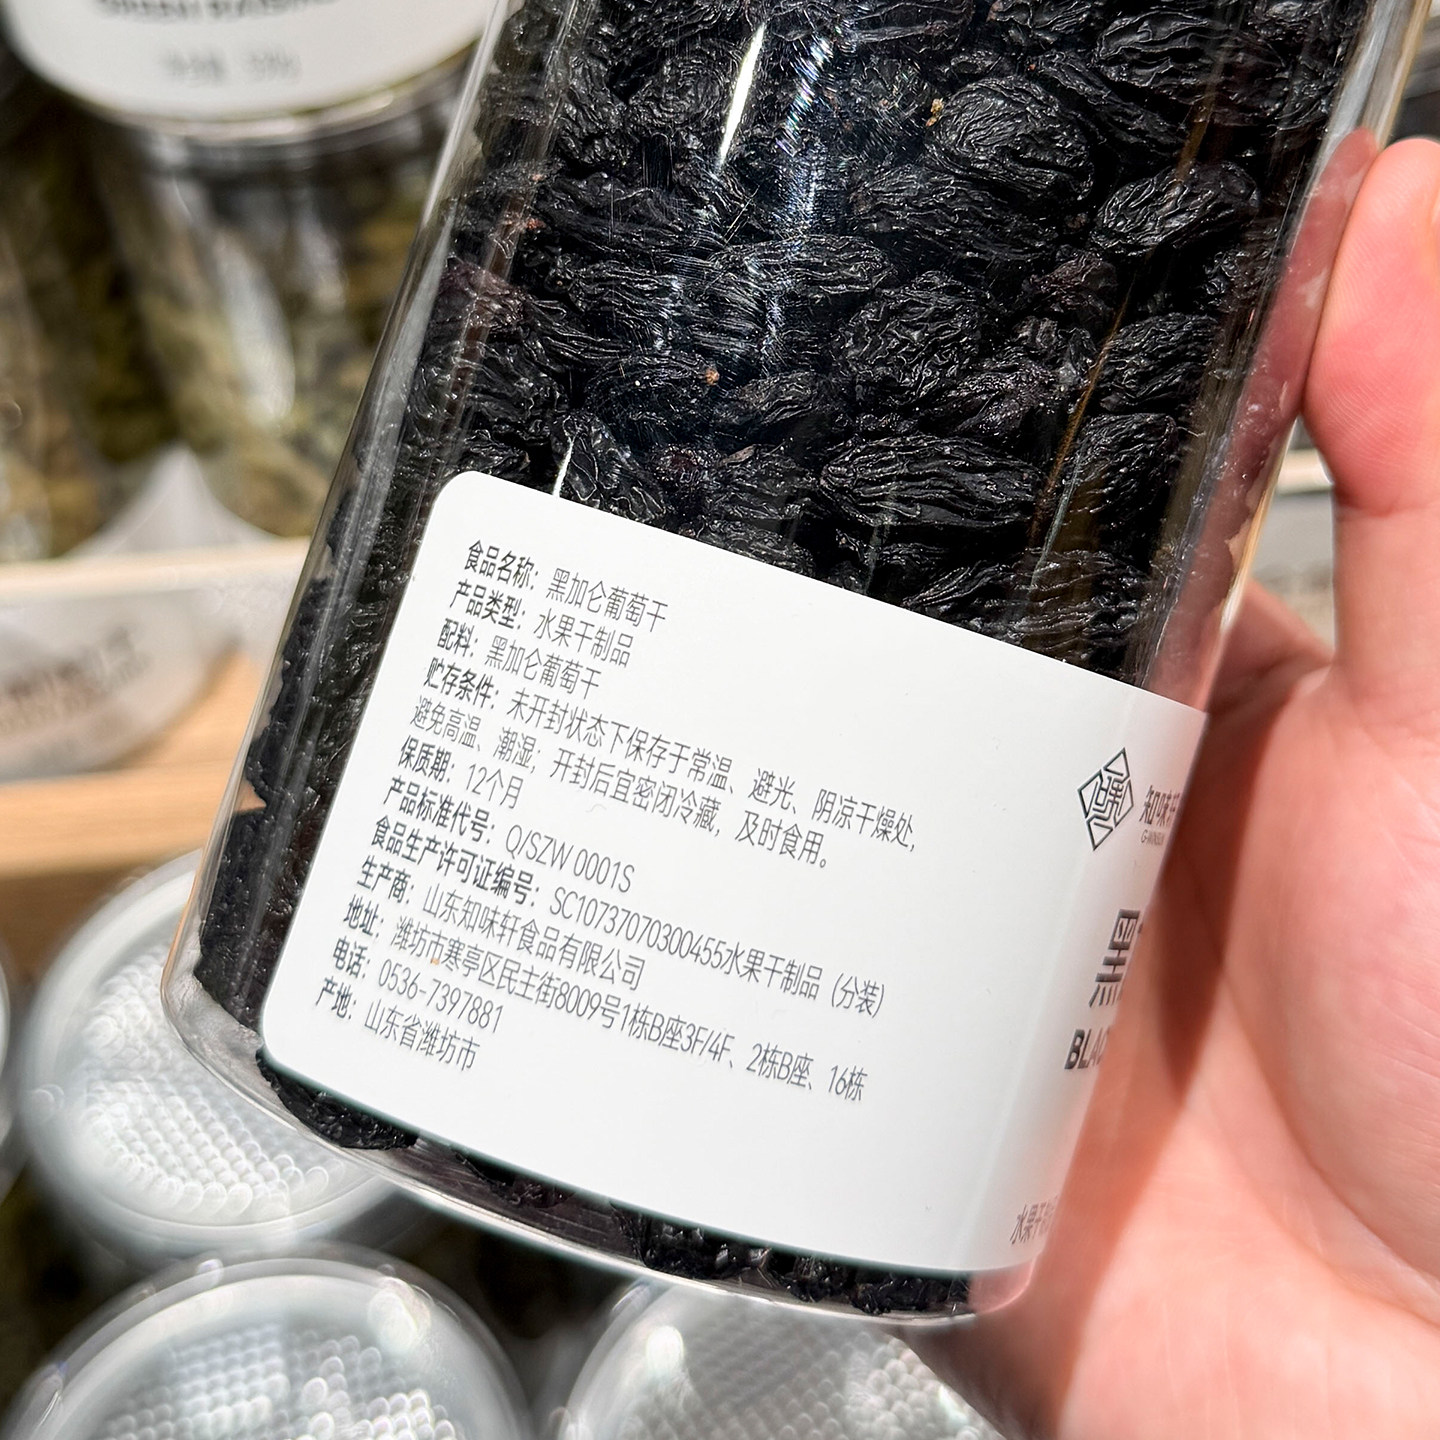 食品名称：黑加仑葡萄干
产品类型：水果干制品
配料：黑加仑葡萄干
贮存条件：未开封状态下保存于常温、避光、阴凉干燥处，
避免高温、潮湿；开封后宜密闭冷藏，及时食用。
保质期：12个月
产品标准代号：Q/SZW 0001S
食品生产许可证编号：SC10737070300455水果干制品（分装）
生产商：山东知味轩食品有限公司
地址：潍坊市寒亭区民主街8009号1栋B座3F/4F、2栋B座、16栋
电话：0536-7397881
产地：山东省潍坊市
知味轩
黑
BLAC
水果干制